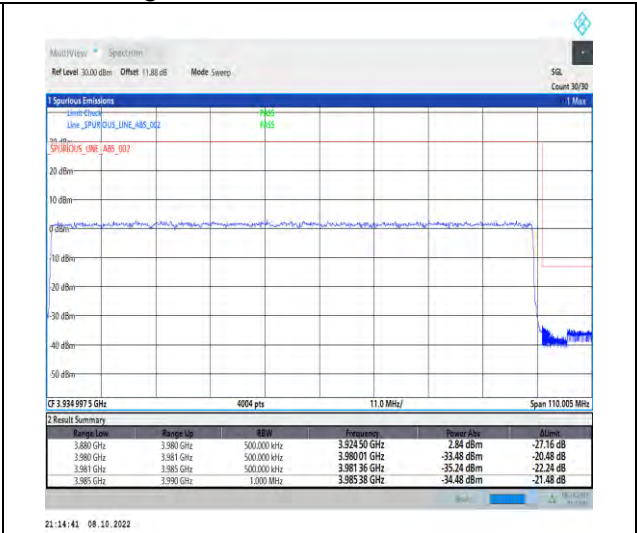 MultiView Spectrum
Ref Level 30.00 dBm Offset 11.88 dB Mode Sweep SGL
Count 30/30
1 Spurious Emissions 1 Max
Limit Check PASS
Line _SPURIOUS_LINE_ABS_002 PASS
_SPURIOUS_LINE_ABS_002
20 dBm
10 dBm
0 dBm
-10 dBm
-20 dBm
-30 dBm
-40 dBm
-50 dBm
CF 3.934 997 5 GHz 4004 pts 11.0 MHz/ Span 110.005 MHz
2 Result Summary
Range Low Range Up RBW Frequency Power Abs ΔLimit
3.880 GHz 3.980 GHz 500.000 kHz 3.924 50 GHz 2.84 dBm -27.16 dB
3.980 GHz 3.981 GHz 500.000 kHz 3.980 01 GHz -33.48 dBm -20.48 dB
3.981 GHz 3.985 GHz 500.000 kHz 3.981 36 GHz -35.24 dBm -22.24 dB
3.985 GHz 3.990 GHz 1.000 MHz 3.985 38 GHz -34.48 dBm -21.48 dB
21:14:41 08.10.2022